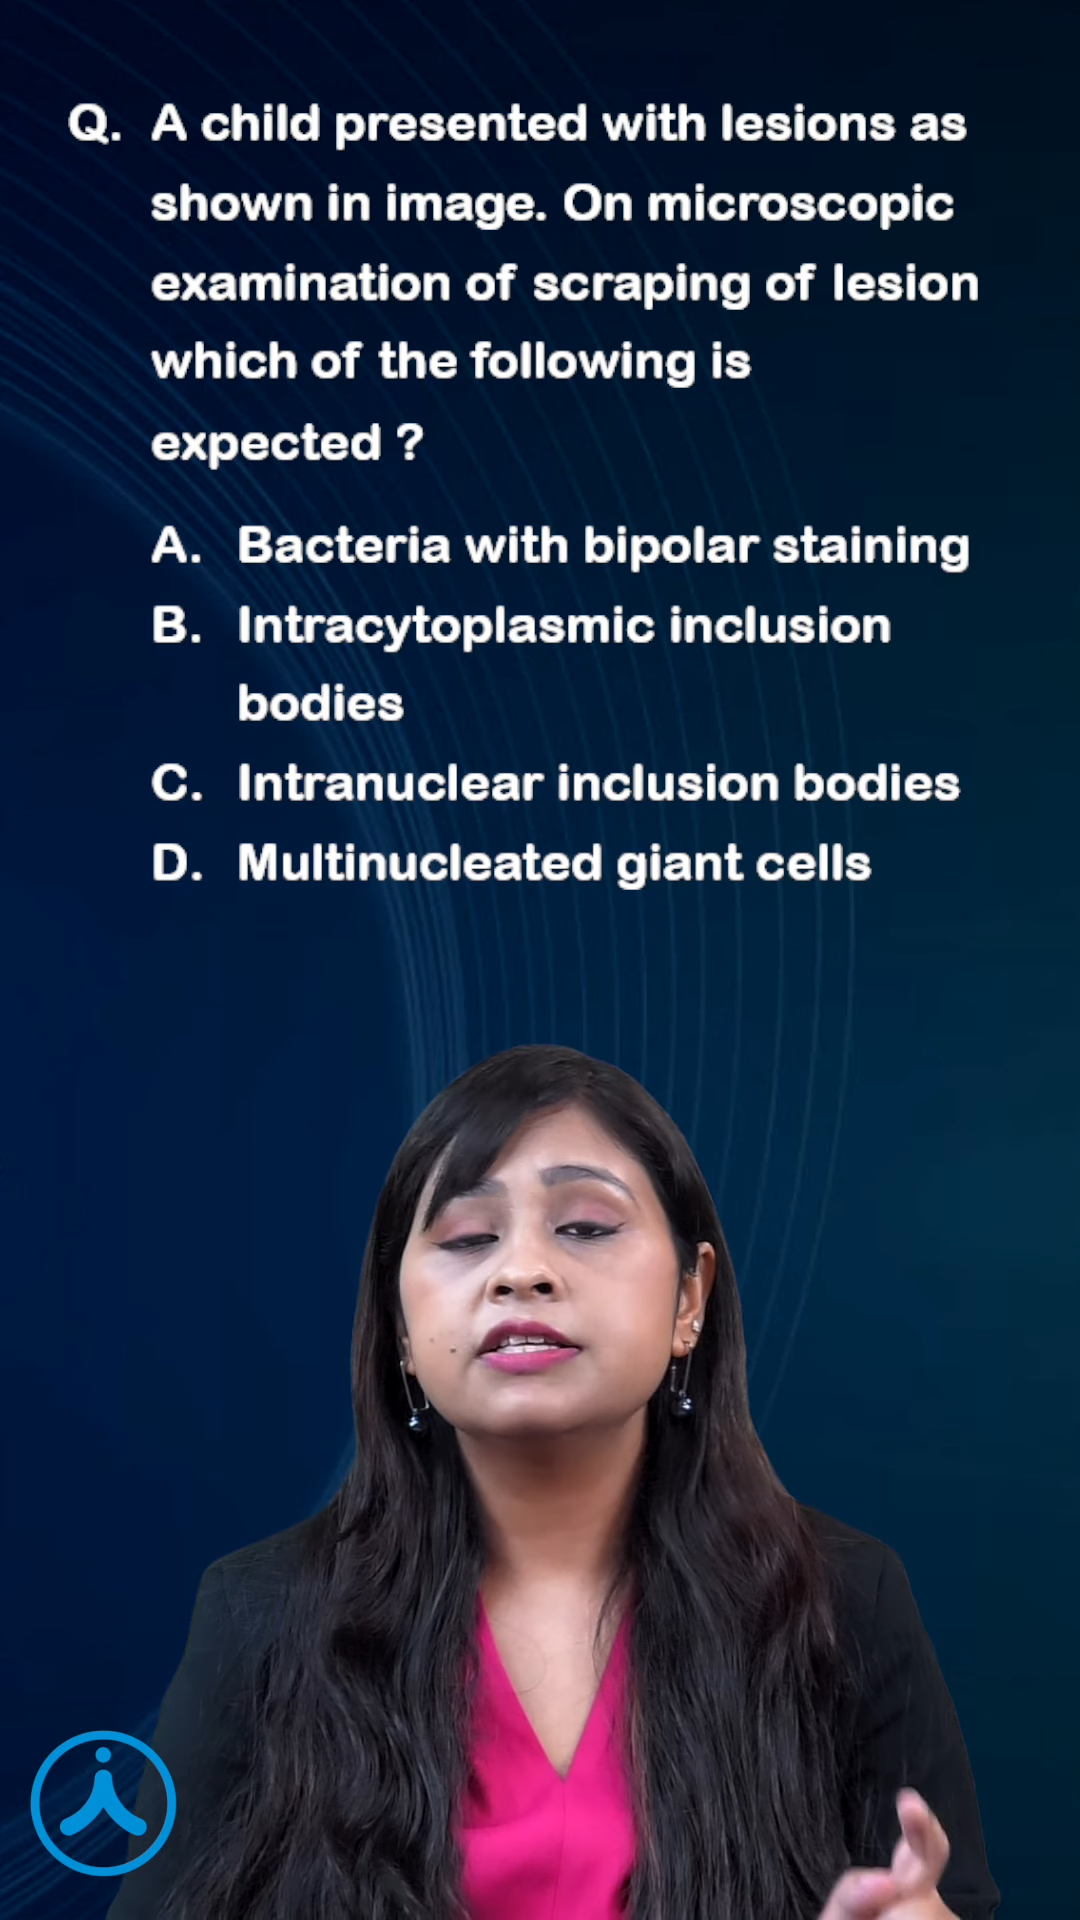 Q. A child presented with lesions as
shown in image. On microscopic
examination of scraping of lesion
which of the following is
expected ?
A. Bacteria with bipolar staining
B. Intracytoplasmic inclusion
bodies
C. Intranuclear inclusion bodies
D. Multinucleated giant cells